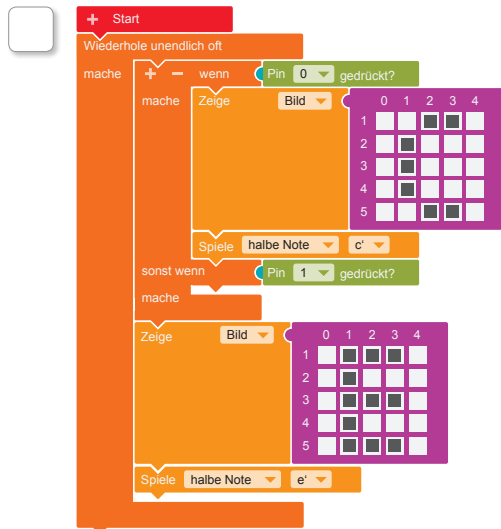 + Start
Wiederhole unendlich oft
mache + − wenn Pin 0 gedrückt?
mache Zeige Bild 0 1 2 3 4
1
2
3
4
5
Spiele halbe Note c‘
sonst wenn Pin 1 gedrückt?
mache
Zeige Bild 0 1 2 3 4
1
2
3
4
5
Spiele halbe Note e‘